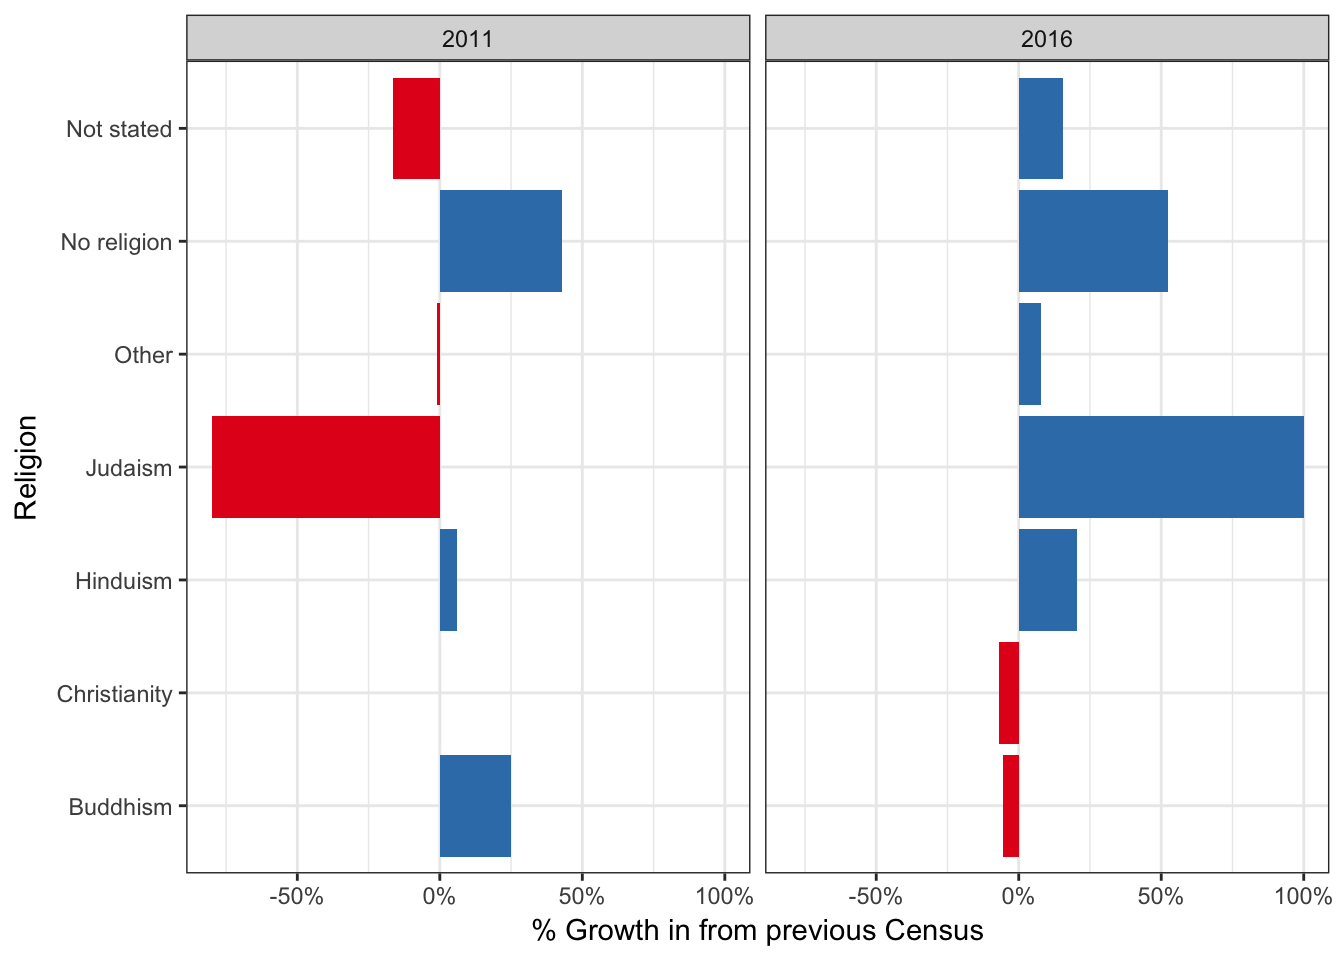 2011
2016
Not stated
No religion
Other
Judaism
Hinduism
Christianity
Buddhism
Religion
-50% 0% 50% 100%
-50% 0% 50% 100%
% Growth in from previous Census